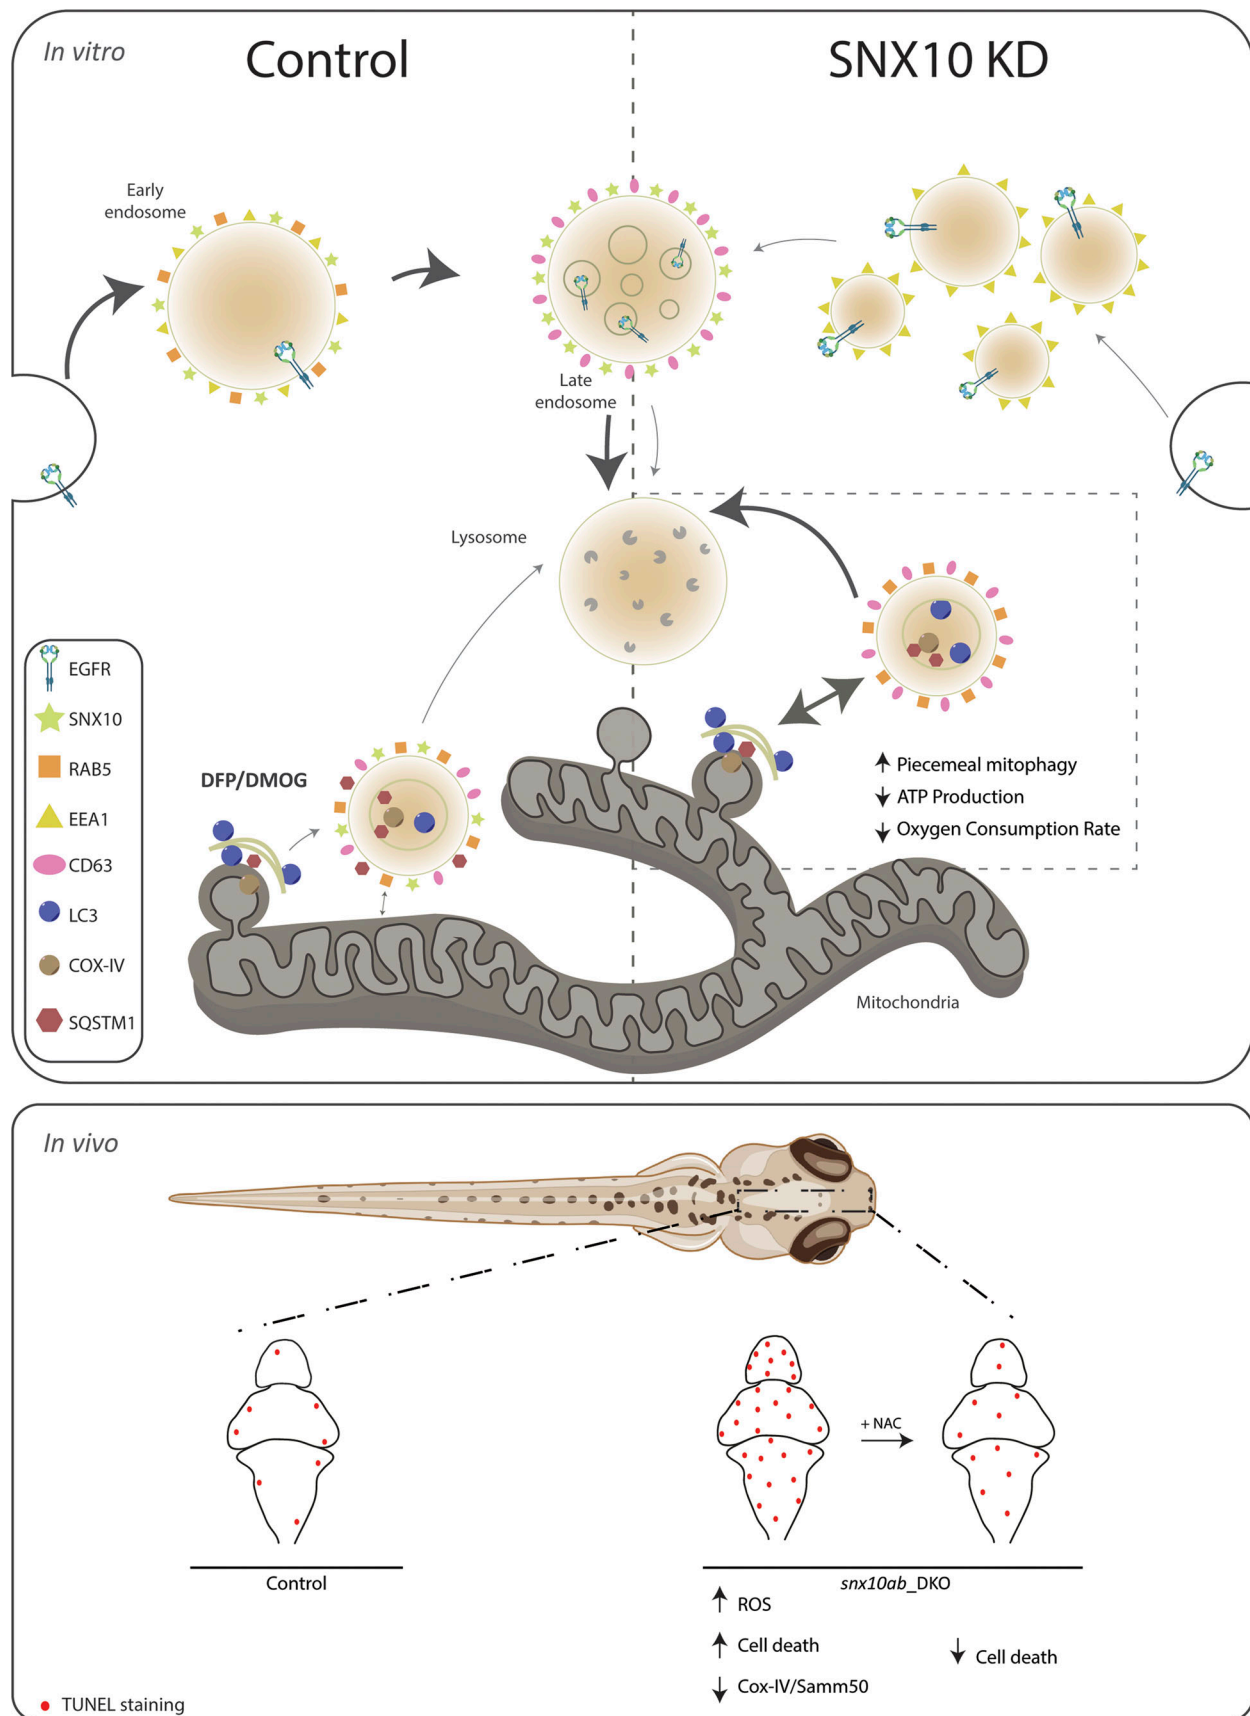 In vitro
Control
SNX10 KD
Early
endosome
Late
endosome
Lysosome
EGFR
SNX10
RAB5
EEA1
CD63
LC3
COX-IV
SQSTM1
DFP/DMOG
Piecemeal mitophagy
ATP Production
Oxygen Consumption Rate
Mitochondria
In vivo
+ NAC
Control
snx10ab_DKO
ROS
Cell death
Cox-IV/Samm50
Cell death
TUNEL staining